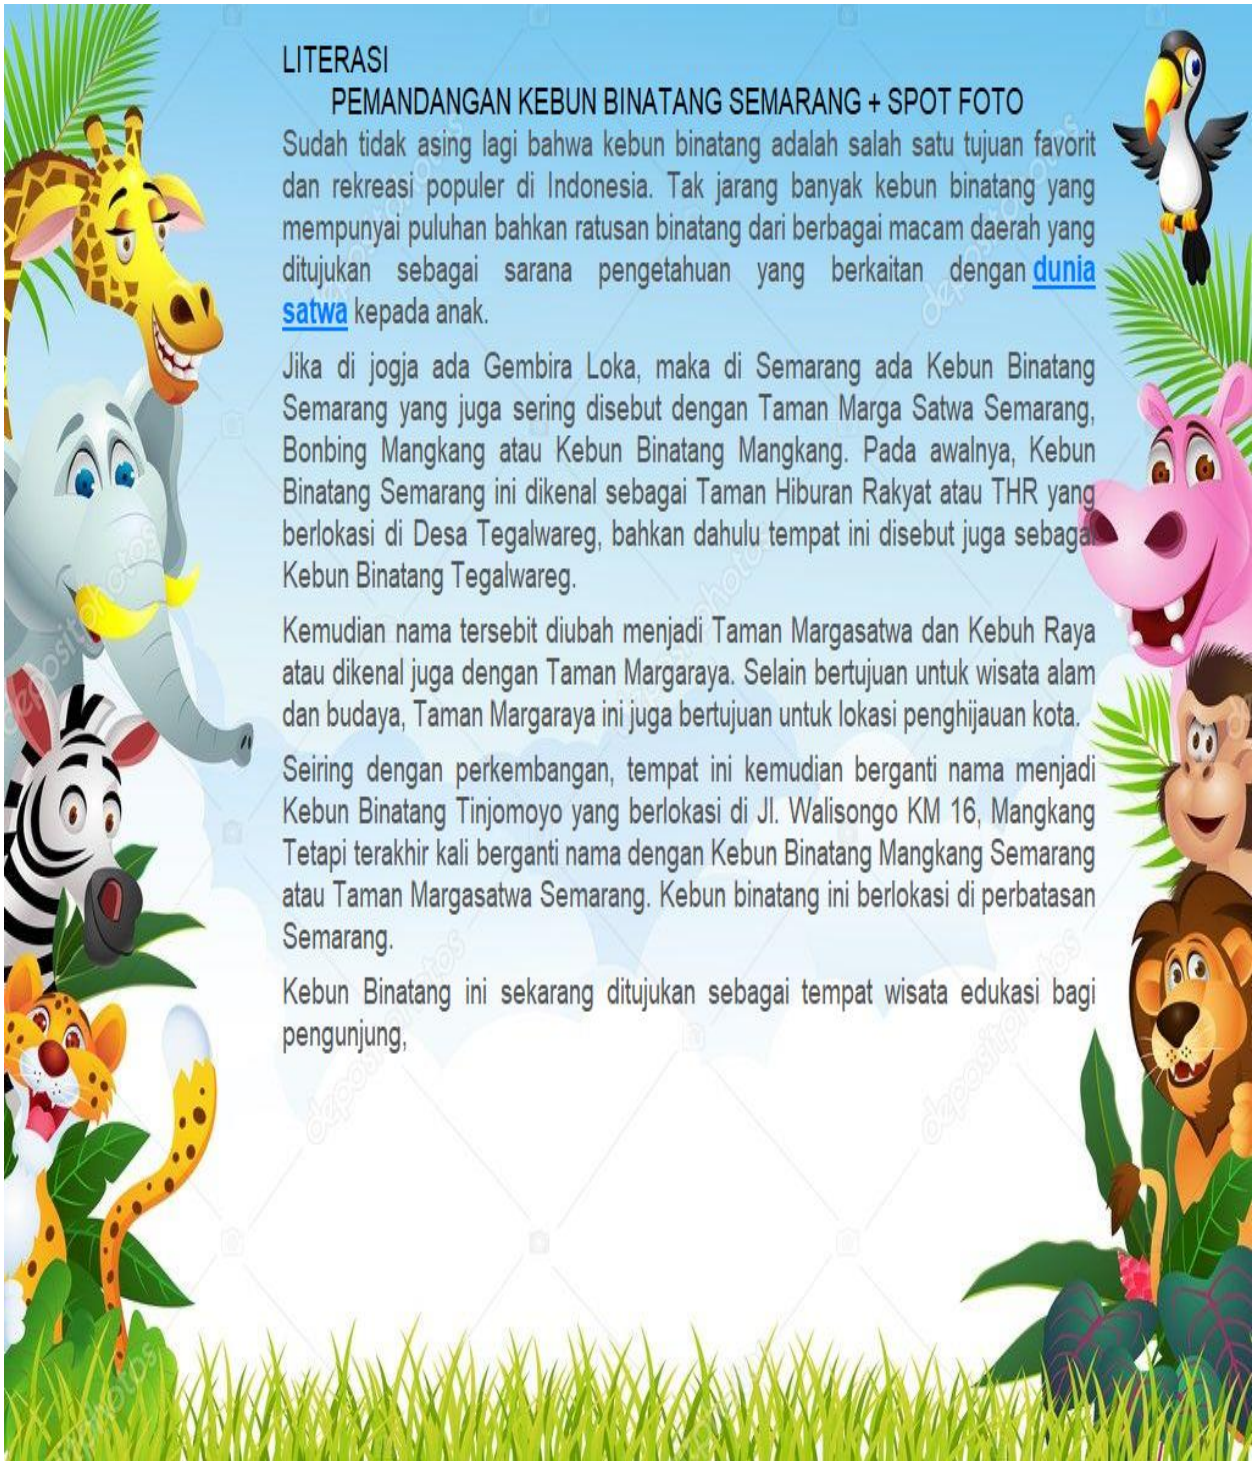 LITERASI
PEMANDANGAN KEBUN BINATANG SEMARANG + SPOT FOTO
Sudah tidak asing lagi bahwa kebun binatang adalah salah satu tujuan favorit
dan rekreasi populer di Indonesia. Tak jarang banyak kebun binatang yang
mempunyai puluhan bahkan ratusan binatang dari berbagai macam daerah yang
ditujukan sebagai sarana pengetahuan yang berkaitan dengan dunia
satwa kepada anak.
Jika di jogja ada Gembira Loka, maka di Semarang ada Kebun Binatang
Semarang yang juga sering disebut dengan Taman Marga Satwa Semarang,
Bonbing Mangkang atau Kebun Binatang Mangkang. Pada awalnya, Kebun
Binatang Semarang ini dikenal sebagai Taman Hiburan Rakyat atau THR yang
berlokasi di Desa Tegalwareg, bahkan dahulu tempat ini disebut juga sebagai
Kebun Binatang Tegalwareg.
Kemudian nama tersebit diubah menjadi Taman Margasatwa dan Kebuh Raya
atau dikenal juga dengan Taman Margaraya. Selain bertujuan untuk wisata alam
dan budaya, Taman Margaraya ini juga bertujuan untuk lokasi penghijauan kota.
Seiring dengan perkembangan, tempat ini kemudian berganti nama menjadi
Kebun Binatang Tinjomoyo yang berlokasi di Jl. Walisongo KM 16, Mangkang
Tetapi terakhir kali berganti nama dengan Kebun Binatang Mangkang Semarang
atau Taman Margasatwa Semarang. Kebun binatang ini berlokasi di perbatasan
Semarang.
Kebun Binatang ini sekarang ditujukan sebagai tempat wisata edukasi bagi
pengunjung,
depositphotos
depositphotos
depositphotos
depositphotos
depositphotos
depositphotos
depositphotos
depositphotos